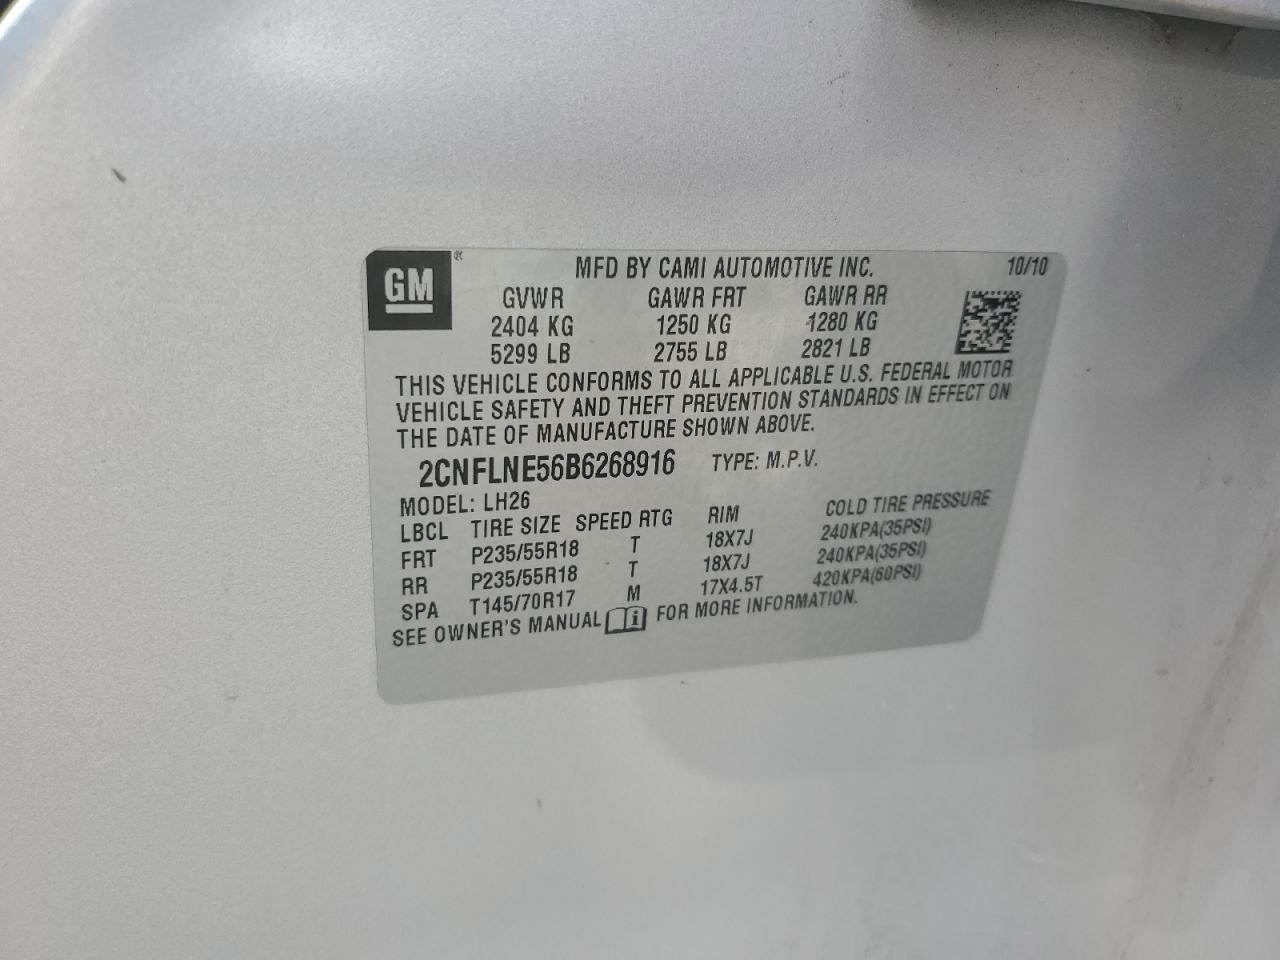 GM®
MFD BY CAMI AUTOMOTIVE INC. 10/10
GVWR GAWR FRT GAWR RR
2404 KG 1250 KG 1280 KG
5299 LB 2755 LB 2821 LB
THIS VEHICLE CONFORMS TO ALL APPLICABLE U.S. FEDERAL MOTOR
VEHICLE SAFETY AND THEFT PREVENTION STANDARDS IN EFFECT ON
THE DATE OF MANUFACTURE SHOWN ABOVE.
2CNFLNE56B6268916 TYPE: M.P.V.
MODEL: LH26
LBCL TIRE SIZE SPEED RTG RIM COLD TIRE PRESSURE
FRT P235/55R18 T 18X7J 240KPA(35PSI)
RR P235/55R18 T 18X7J 240KPA(35PSI)
SPA T145/70R17 M 17X4.5T 420KPA(60PSI)
SEE OWNER'S MANUAL i FOR MORE INFORMATION.